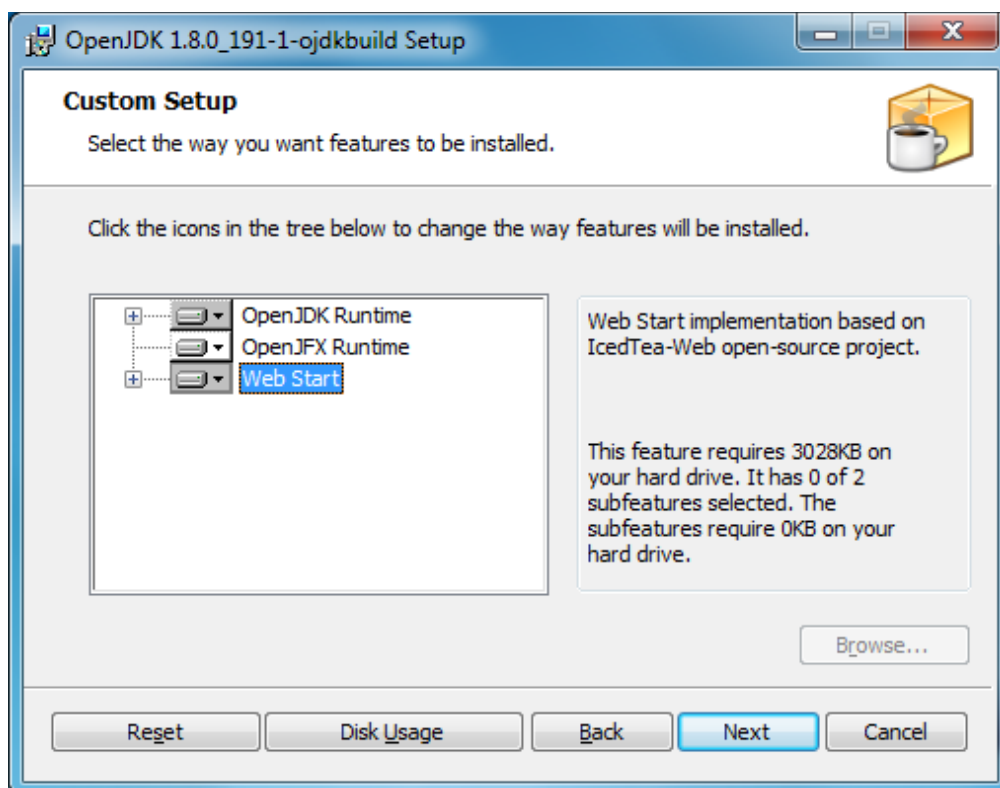 OpenJDK 1.8.0_191-1-ojdkbuild Setup
Custom Setup
Select the way you want features to be installed.
Click the icons in the tree below to change the way features will be installed.
OpenJDK Runtime
OpenJFX Runtime
Web Start
Web Start implementation based on
IcedTea-Web open-source project.
This feature requires 3028KB on
your hard drive. It has 0 of 2
subfeatures selected. The
subfeatures require 0KB on your
hard drive.
Browse...
Reset Disk Usage Back Next Cancel